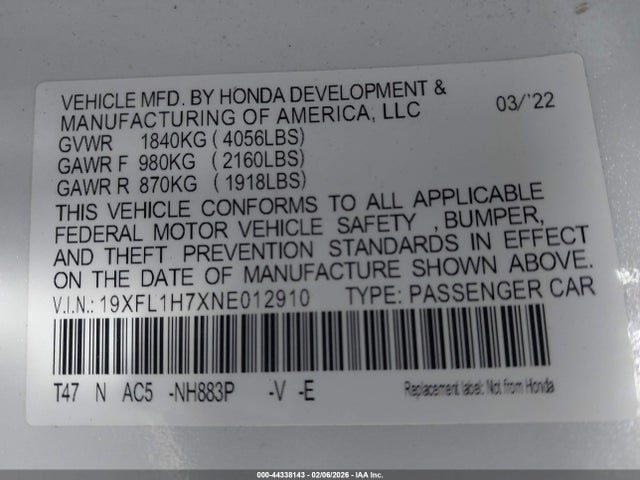 VEHICLE MFD. BY HONDA DEVELOPMENT &
MANUFACTURING OF AMERICA, LLC 03/'22
GVWR 1840KG (4056LBS)
GAWR F 980KG (2160LBS)
GAWR R 870KG (1918LBS)
THIS VEHICLE CONFORMS TO ALL APPLICABLE
FEDERAL MOTOR VEHICLE SAFETY ,BUMPER,
AND THEFT PREVENTION STANDARDS IN EFFECT
ON THE DATE OF MANUFACTURE SHOWN ABOVE.
V.I.N.: 19XFL1H7XNE012910 TYPE: PASSENGER CAR
T47 N AC5 -NH883P -V -E Replacement label: Not from Honda
000-44338143 - 02/06/2026 - IAA Inc.